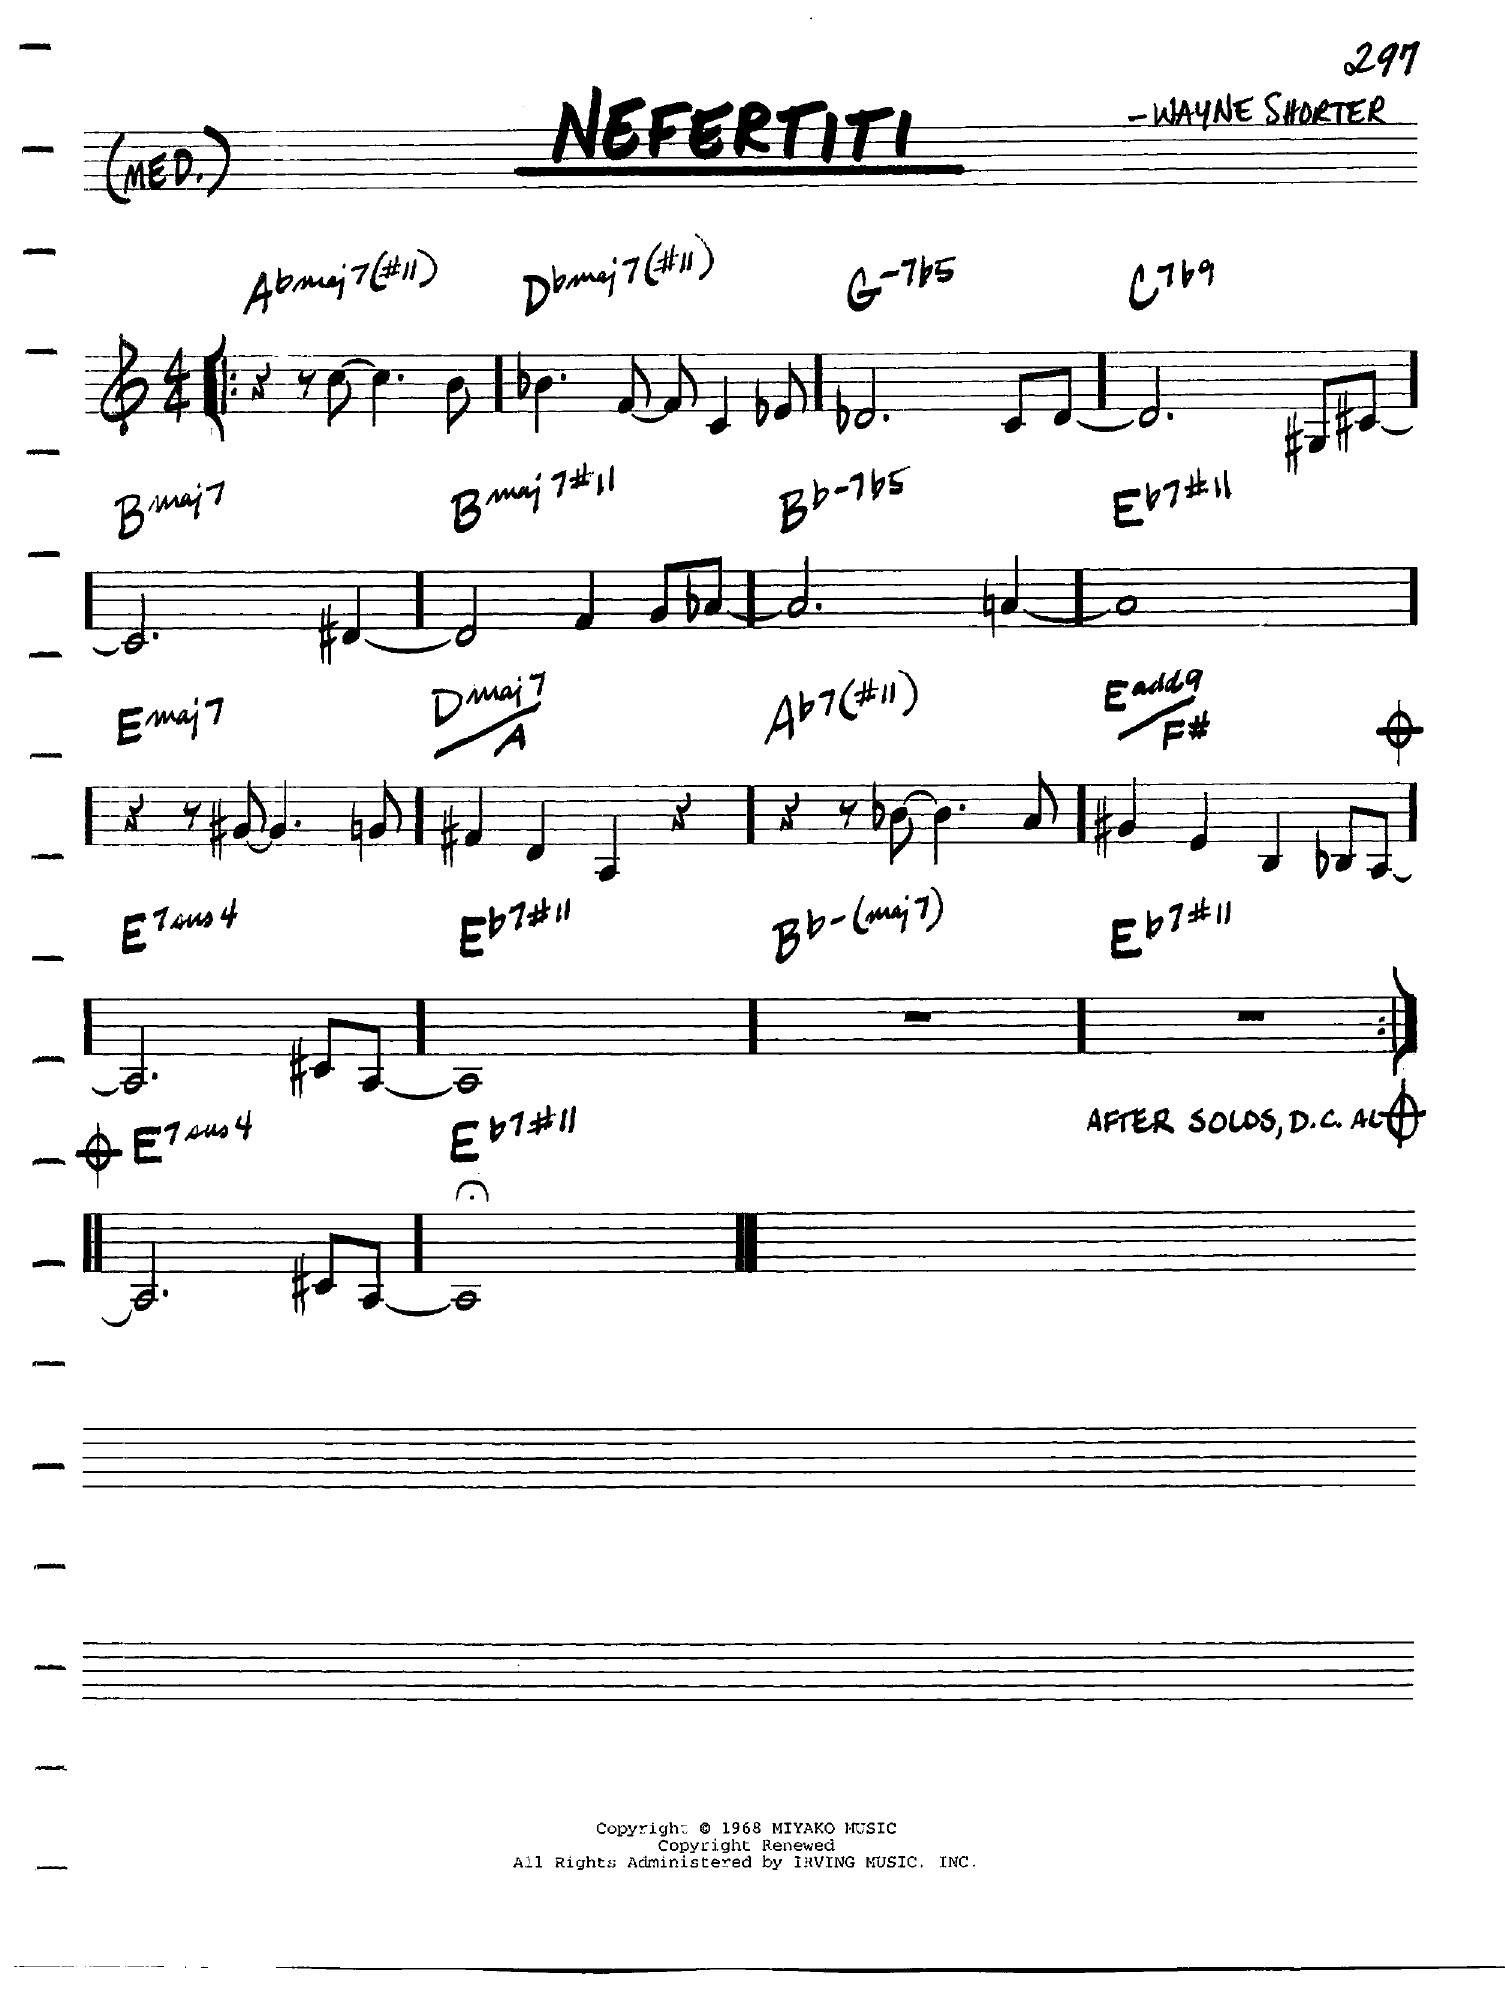 297
NEFERTITI
- WAYNE SHORTER
(MED.)
Abmaj7(#11) Dbmaj7(#11) G-7b5 C7b9
4
4
Bmaj7 Bmaj7#11 Bb-7b5 Eb7#11
Emaj7 Dmaj7/A Ab7(#11) Eadd9/F#
E7sus4 Eb7#11 Bb-(maj7) Eb7#11
AFTER SOLOS, D.C. AL
E7sus4 Eb7#11
Copyright © 1968 MIYAKO MUSIC
Copyright Renewed
All Rights Administered by IRVING MUSIC, INC.